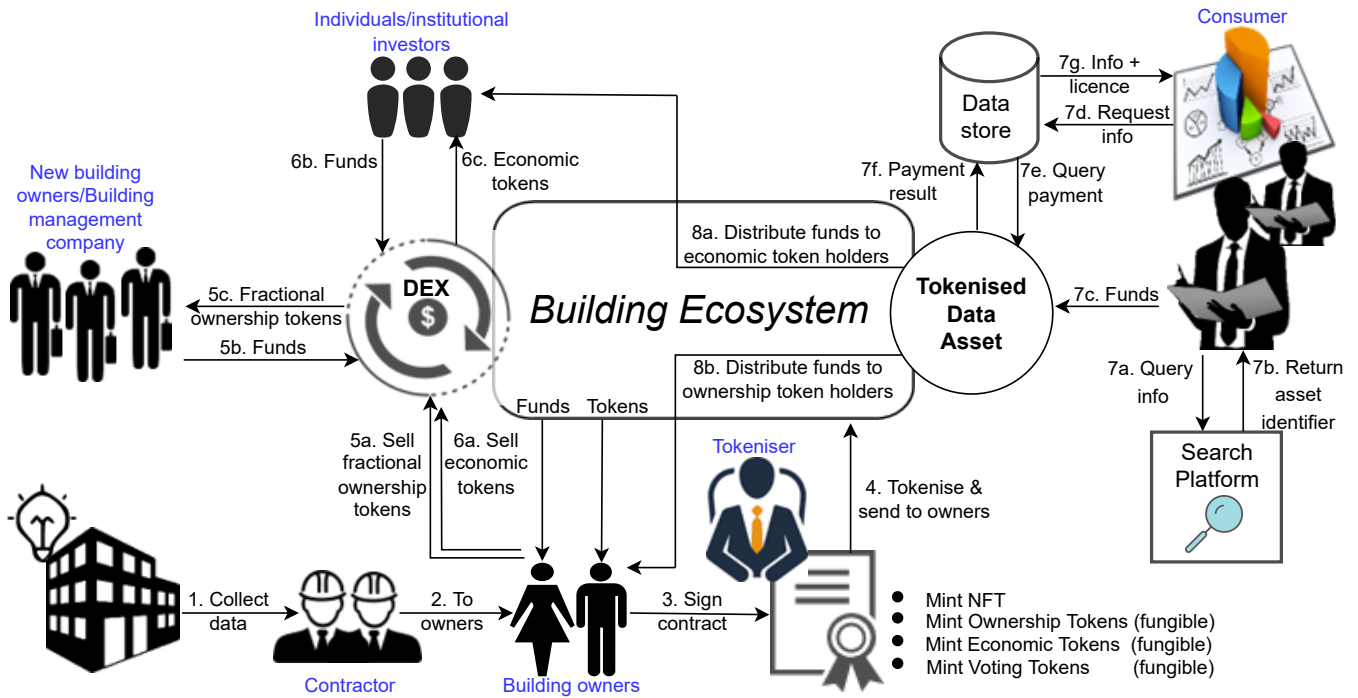 Individuals/institutional
investors
Consumer
Data
store
7g. Info +
licence
7d. Request
info
6b. Funds
6c. Economic
tokens
7f. Payment
result
7e. Query
payment
New building
owners/Building
management
company
8a. Distribute funds to
economic token holders
DEX
$
Building Ecosystem
Tokenised
Data
Asset
5c. Fractional
ownership tokens
5b. Funds
7c. Funds
8b. Distribute funds to
ownership token holders
7a. Query
info
7b. Return
asset
identifier
Funds
Tokens
5a. Sell
fractional
ownership
tokens
6a. Sell
economic
tokens
Tokeniser
Search
Platform
4. Tokenise &
send to owners
1. Collect
data
2. To
owners
3. Sign
contract
Mint NFT
Mint Ownership Tokens (fungible)
Mint Economic Tokens (fungible)
Mint Voting Tokens (fungible)
Contractor
Building owners